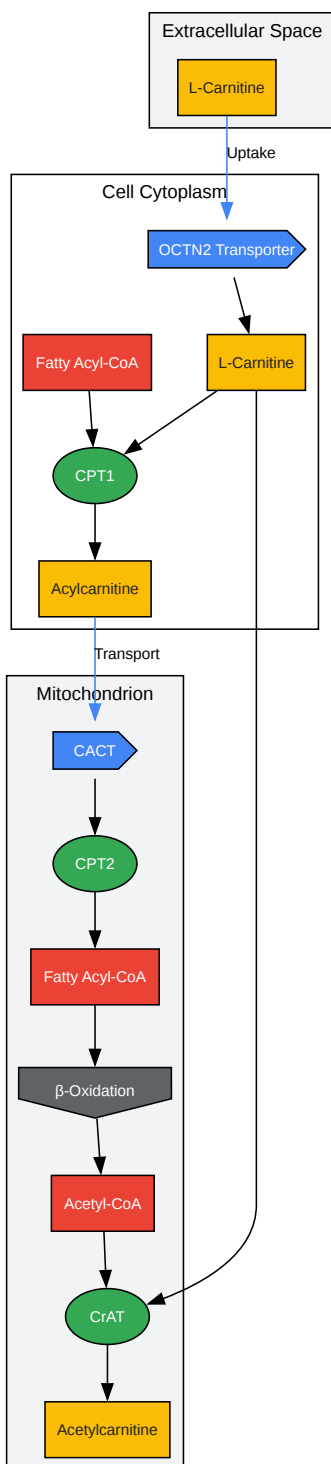 Extracellular Space
L-Carnitine
Uptake
Cell Cytoplasm
OCTN2 Transporter
Fatty Acyl-CoA
L-Carnitine
CPT1
Acylcarnitine
Transport
Mitochondrion
CACT
CPT2
Fatty Acyl-CoA
β-Oxidation
Acetyl-CoA
CrAT
Acetylcarnitine